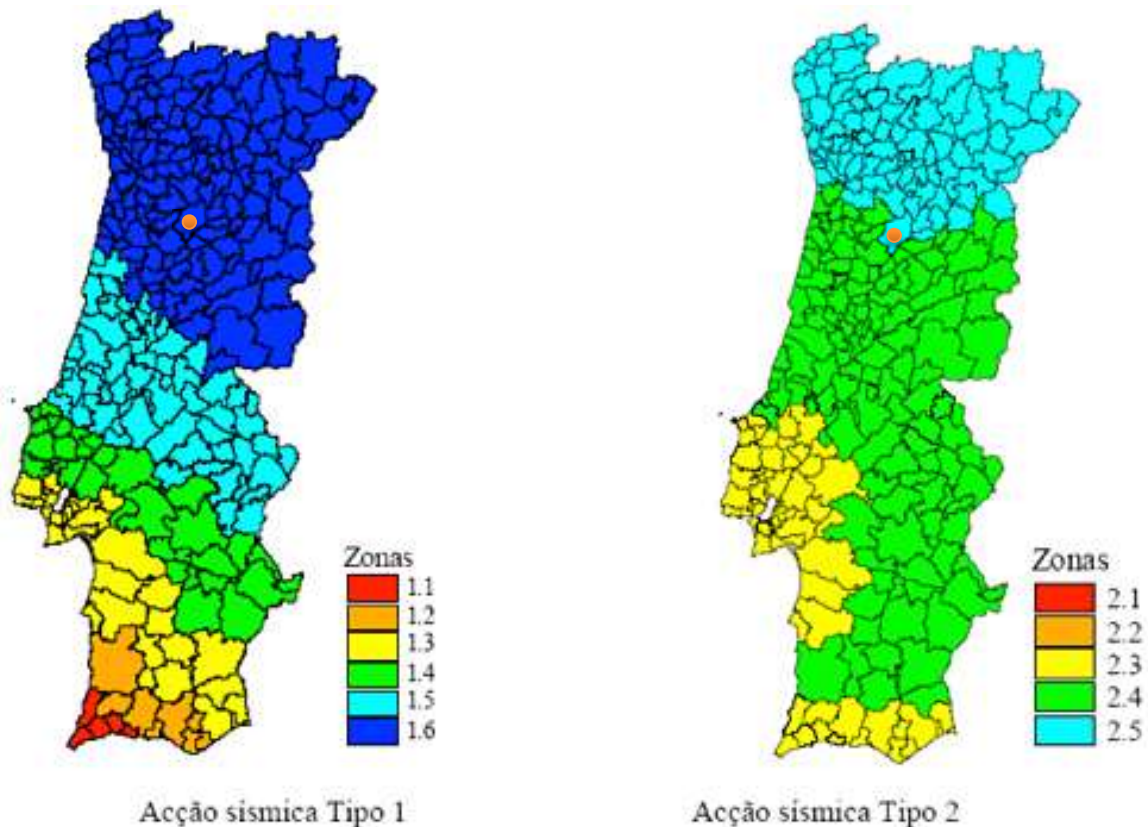 Zonas
1.1
1.2
1.3
1.4
1.5
1.6
Acção sísmica Tipo 1
Zonas
2.1
2.2
2.3
2.4
2.5
Acção sísmica Tipo 2